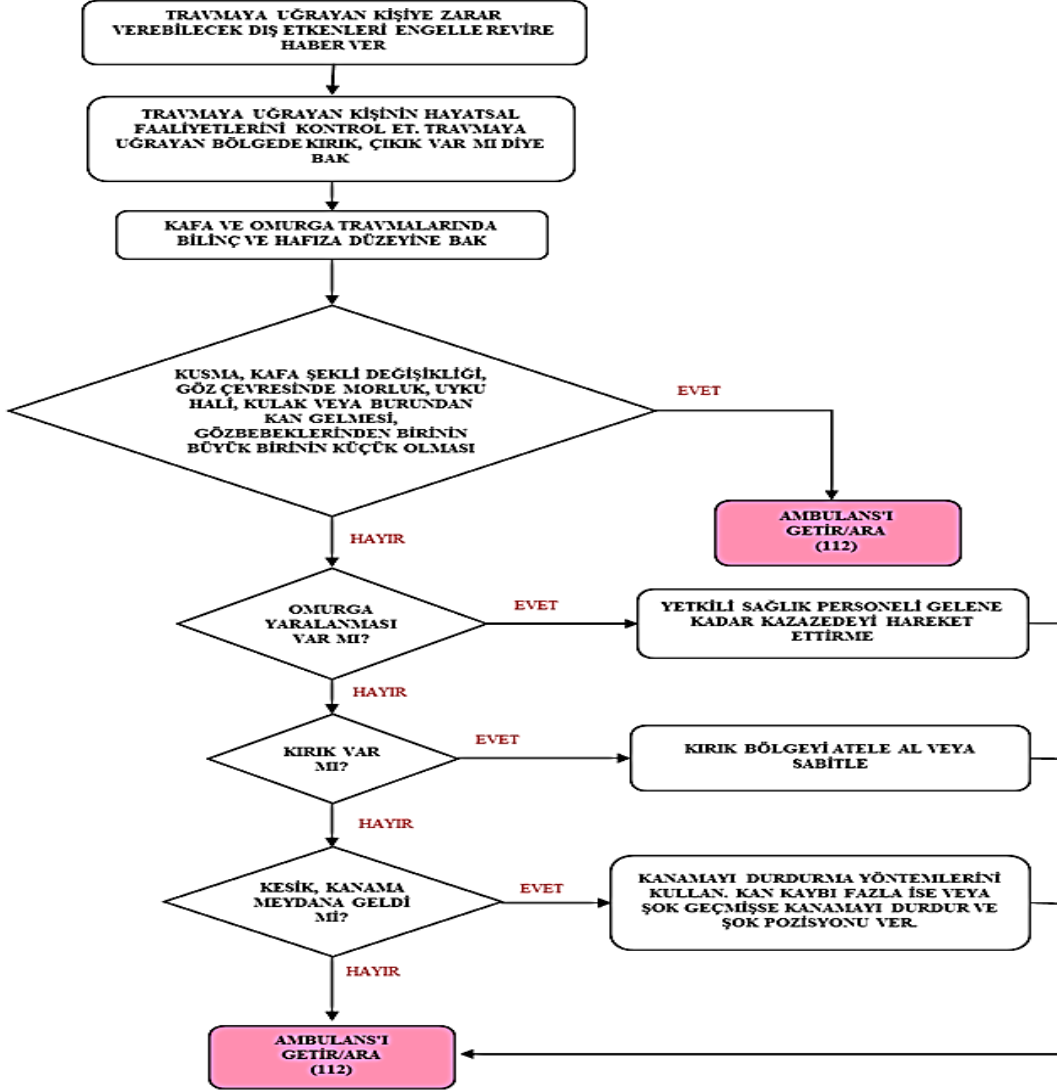 TRAVMAYA UĞRAYAN KİŞİYE ZARAR
VEREBİLECEK DIŞ ETKENLERİ ENGELLE REVİRE
HABER VER
TRAVMAYA UĞRAYAN KİŞİNİN HAYATSAL
FAALİYETLERİNİ KONTROL ET. TRAVMAYA
UĞRAYAN BÖLGEDE KIRIK, ÇIKIK VAR MI DİYE
BAK
KAFA VE OMURGA TRAVMALARINDA
BİLİNÇ VE HAFIZA DÜZEYİNE BAK
KUSMA, KAFA ŞEKLİ DEĞİŞİKLİĞİ,
GÖZ ÇEVRESİNDE MORLUK, UYKU
HALİ, KULAK VEYA BURUNDAN
KAN GELMESİ,
GÖZBEBEKLERİNDEN BİRİNİN
BÜYÜK BİRİNİN KÜÇÜK OLMASI
EVET
AMBULANS'I
GETİR/ARA
(112)
HAYIR
OMURGA
YARALANMASI
VAR MI?
EVET
YETKİLİ SAĞLIK PERSONELİ GELENE
KADAR KAZAZEDEYİ HAREKET
ETTİRME
HAYIR
KIRIK VAR
MI?
EVET
KIRIK BÖLGEYİ ATELE AL VEYA
SABİTLE
HAYIR
KESİK, KANAMA
MEYDANA GELDİ
Mİ?
EVET
KANAMAYI DURDURMA YÖNTEMLERİNİ
KULLAN. KAN KAYBI FAZLA İSE VEYA
ŞOK GEÇMİŞSE KANAMAYI DURDUR VE
ŞOK POZİSYONU VER.
HAYIR
AMBULANS'I
GETİR/ARA
(112)